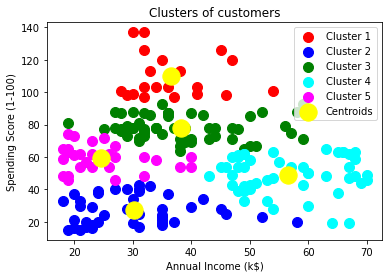 Clusters of customers
140
120
100
80
60
40
20
Spending Score (1-100)
Cluster 1
Cluster 2
Cluster 3
Cluster 4
Cluster 5
Centroids
20
30
40
50
60
70
Annual Income (k$)